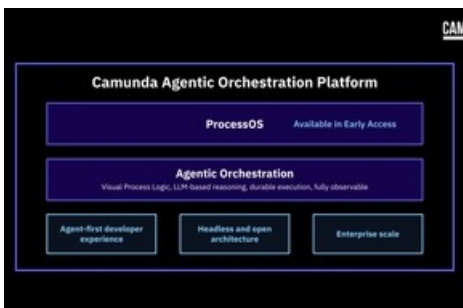 CAM
Camunda Agentic Orchestration Platform
ProcessOS
Available in Early Access
Agentic Orchestration
Visual Process Logic, LLM-based reasoning, durable execution, fully observable
Agent-first developer
experience
Headless and open
architecture
Enterprise scale